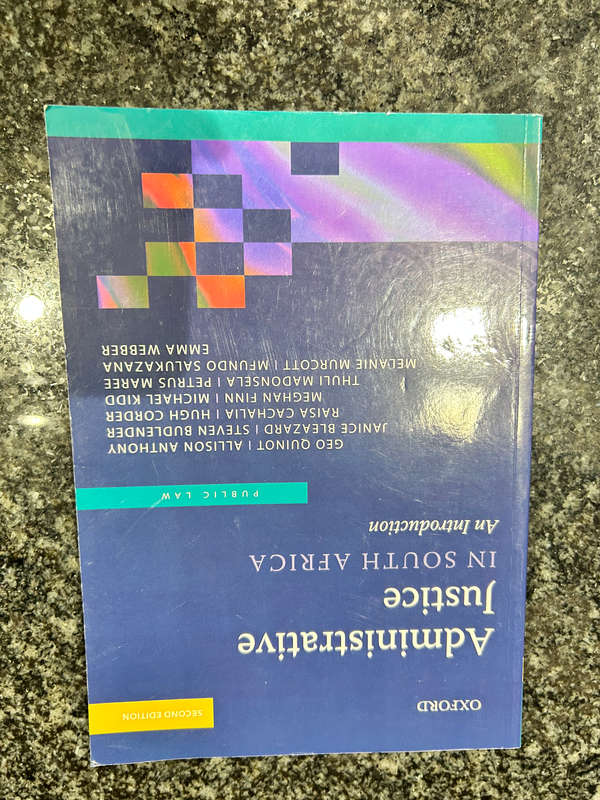 OXFORD
SECOND EDITION
Administrative
Justice
IN SOUTH AFRICA
An Introduction
PUBLIC LAW
GEO QUINOT | ALLISON ANTHONY
JANICE BLEAZARD | STEVEN BUDLENDER
RAISA CACHALIA | HUGH CORDER
MEGHAN FINN | MICHAEL KIDD
THULI MADONSELA | PETRUS MAREE
MELANIE MURCOTT | MFUNDO SALUKAZANA
EMMA WEBBER